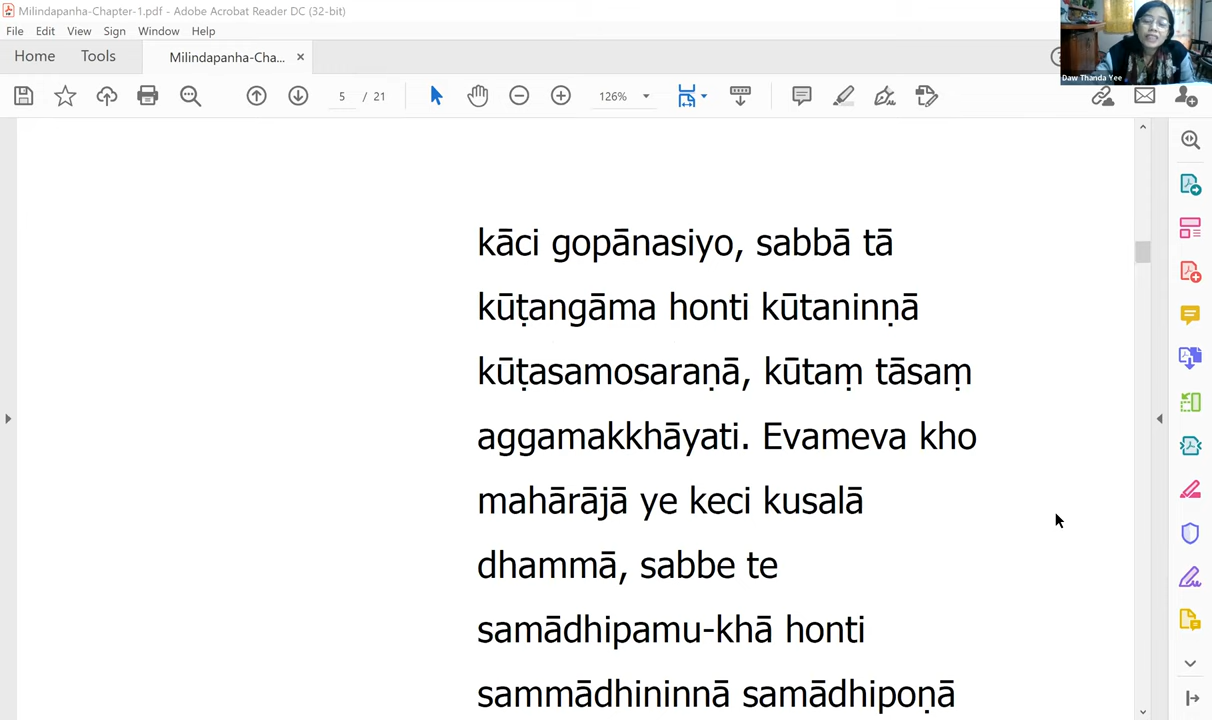 Milindapanha-Chapter-1.pdf - Adobe Acrobat Reader DC (32-bit)
File Edit View Sign Window Help
Home Tools Milindapanha-Cha... ×
5 / 21 126%
Daw Thanda Yee
kāci gopānasiyo, sabbā tā
kūṭangāma honti kūtaninṇā
kūṭasamosaraṇā, kūtaṃ tāsaṃ
aggamakkhāyati. Evameva kho
mahārājā ye keci kusalā
dhammā, sabbe te
samādhipamu-khā honti
sammādhininnā samādhipoṇā